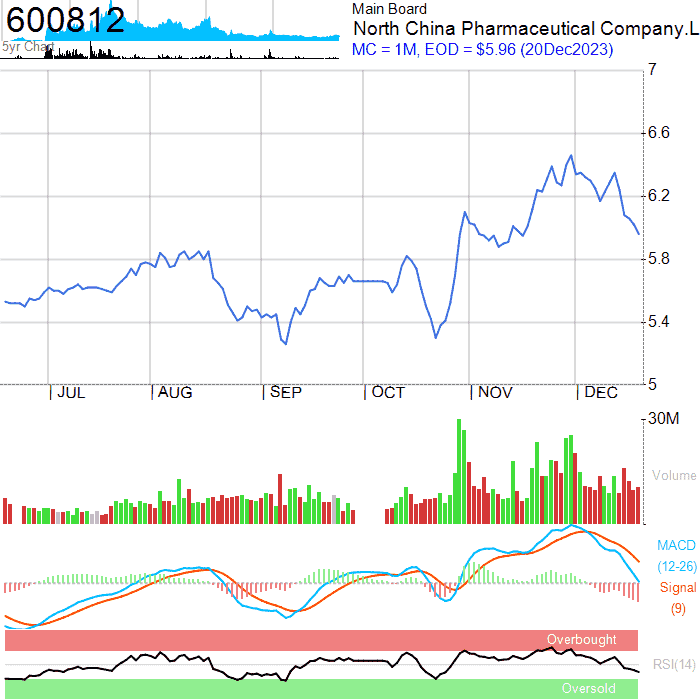 600812
5yr Chart
Main Board
North China Pharmaceutical Company.L
MC = 1M, EOD = $5.96 (20Dec2023)
7
6.6
6.2
5.8
5.4
5
| JUL | AUG | SEP | OCT | NOV | DEC
30M
Volume
MACD
(12-26)
Signal
(9)
Overbought
RSI(14)
Oversold